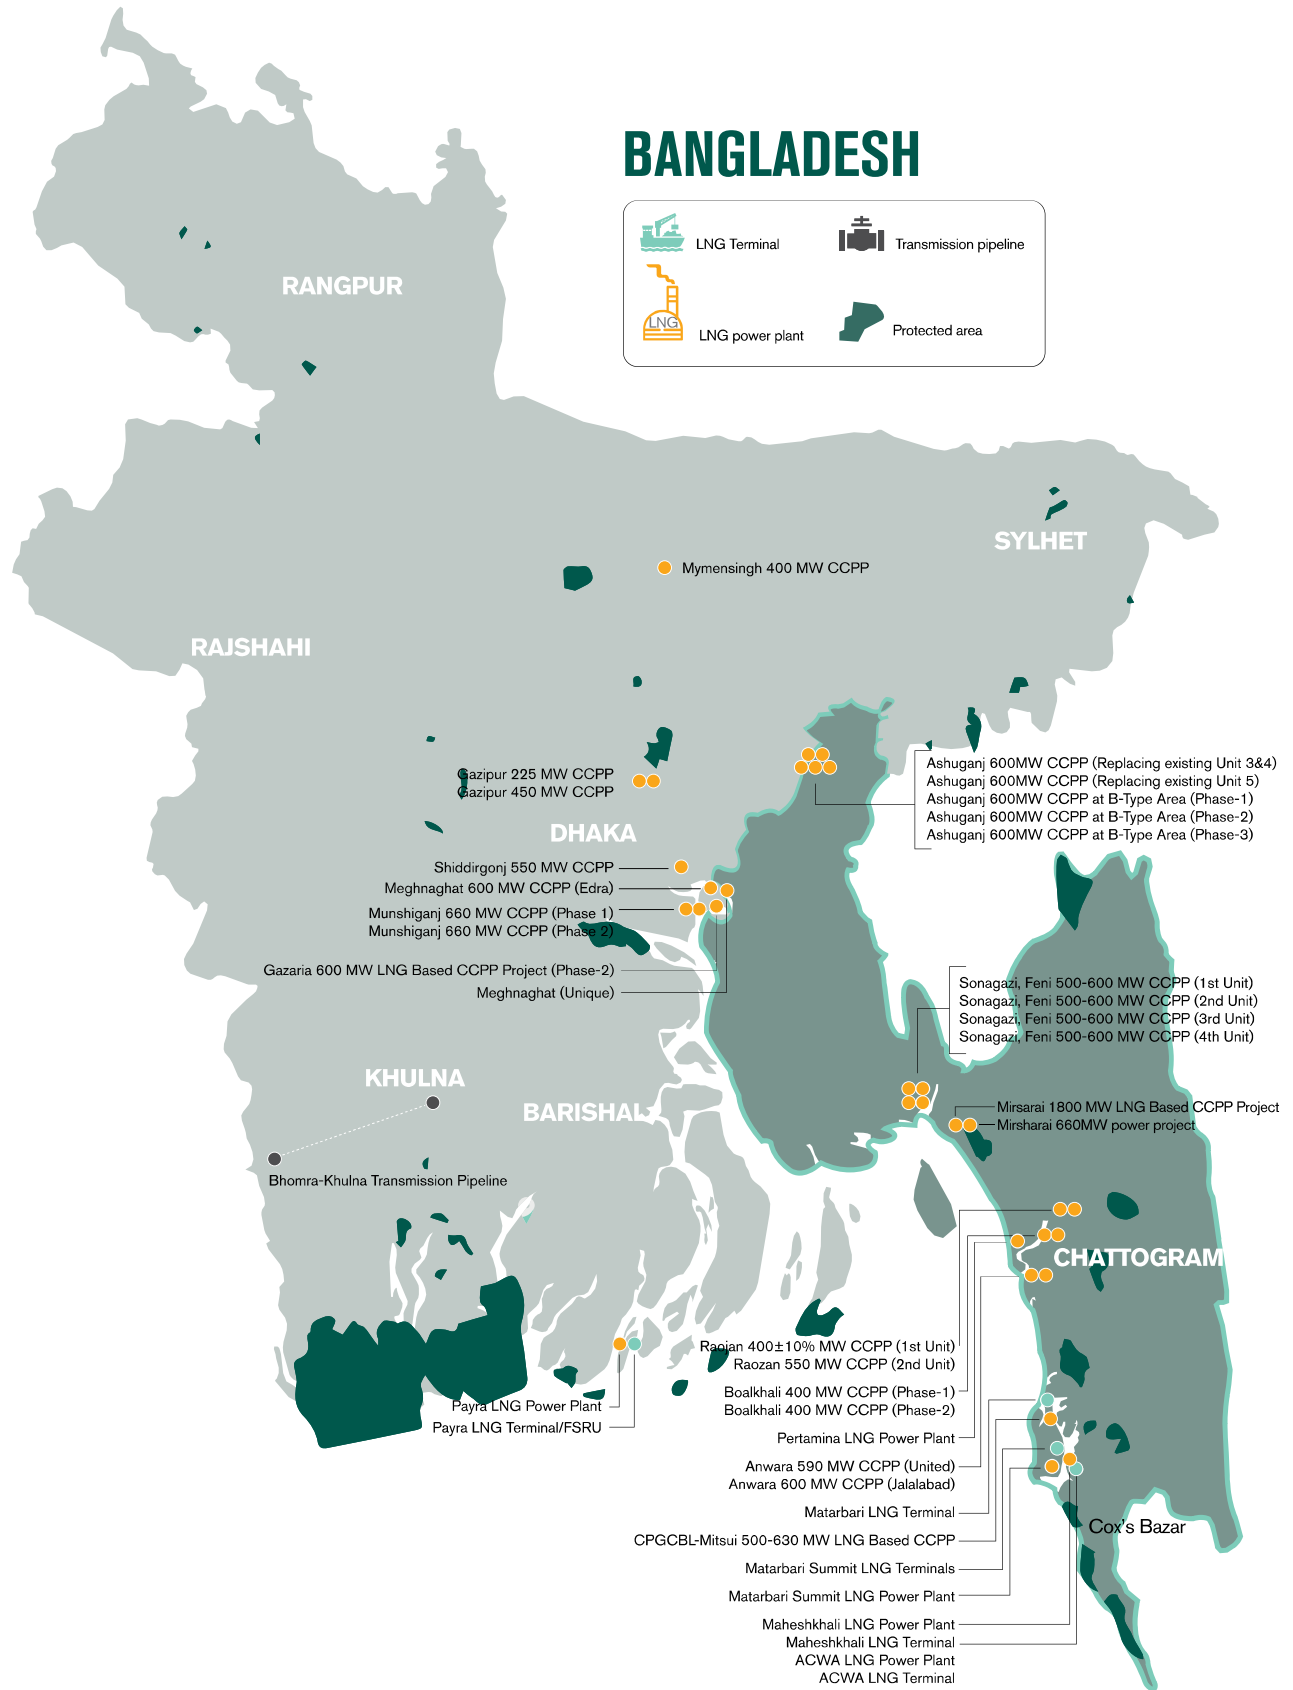 BANGLADESH
LNG Terminal
Transmission pipeline
LNG
LNG power plant
Protected area
RANGPUR
SYLHET
Mymensingh 400 MW CCPP
RAJSHAHI
Gazipur 225 MW CCPP
Gazipur 450 MW CCPP
Ashuganj 600MW CCPP (Replacing existing Unit 3&4)
Ashuganj 600MW CCPP (Replacing existing Unit 5)
Ashuganj 600MW CCPP at B-Type Area (Phase-1)
Ashuganj 600MW CCPP at B-Type Area (Phase-2)
Ashuganj 600MW CCPP at B-Type Area (Phase-3)
DHAKA
Shiddirgonj 550 MW CCPP
Meghnaghat 600 MW CCPP (Edra)
Munshiganj 660 MW CCPP (Phase 1)
Munshiganj 660 MW CCPP (Phase 2)
Gazaria 600 MW LNG Based CCPP Project (Phase-2)
Meghnaghat (Unique)
Sonagazi, Feni 500-600 MW CCPP (1st Unit)
Sonagazi, Feni 500-600 MW CCPP (2nd Unit)
Sonagazi, Feni 500-600 MW CCPP (3rd Unit)
Sonagazi, Feni 500-600 MW CCPP (4th Unit)
KHULNA
BARISHAL
Mirsarai 1800 MW LNG Based CCPP Project
Mirsharai 660MW power project
Bhomra-Khulna Transmission Pipeline
CHATTOGRAM
Raojan 400±10% MW CCPP (1st Unit)
Raozan 550 MW CCPP (2nd Unit)
Boalkhali 400 MW CCPP (Phase-1)
Boalkhali 400 MW CCPP (Phase-2)
Payra LNG Power Plant
Payra LNG Terminal/FSRU
Pertamina LNG Power Plant
Anwara 590 MW CCPP (United)
Anwara 600 MW CCPP (Jalalabad)
Matarbari LNG Terminal
Cox's Bazar
CPGCBL-Mitsui 500-630 MW LNG Based CCPP
Matarbari Summit LNG Terminals
Matarbari Summit LNG Power Plant
Maheshkhali LNG Power Plant
Maheshkhali LNG Terminal
ACWA LNG Power Plant
ACWA LNG Terminal